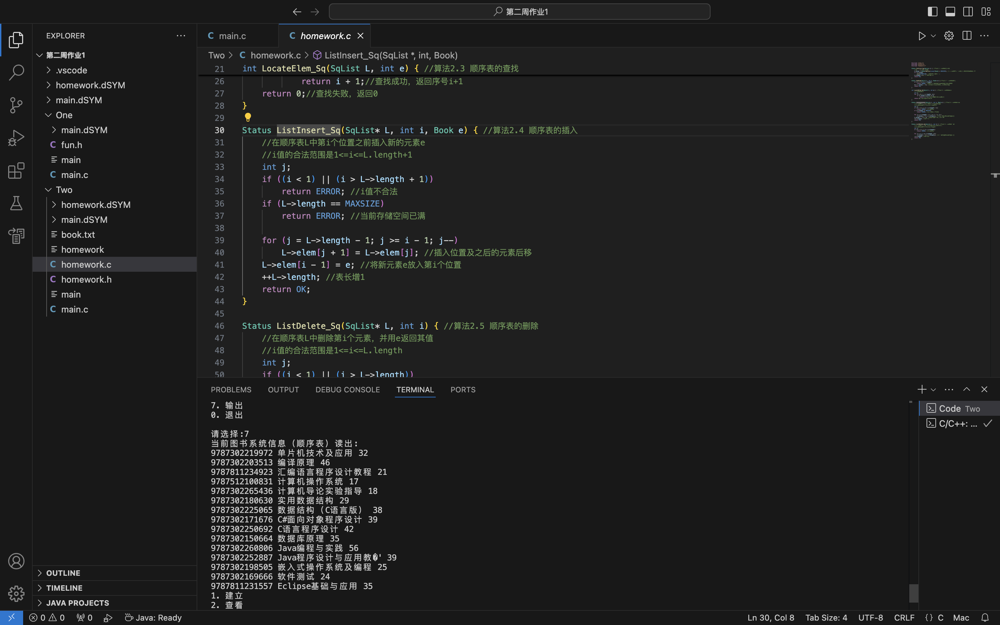 第二周作业1
EXPLORER
第二周作业1
.vscode
homework.dSYM
main.dSYM
One
main.dSYM
fun.h
main
main.c
Two
homework.dSYM
main.dSYM
book.txt
homework
homework.c
homework.h
main
main.c
OUTLINE
TIMELINE
JAVA PROJECTS
main.c
homework.c
Two > homework.c > ListInsert_Sq(SqList *, int, Book)
21 int LocateElem_Sq(SqList L, int e) { //算法2.3 顺序表的查找
26 return i + 1;//查找成功，返回序号i+1
27 return 0;//查找失败，返回0
28 }
29
30 Status ListInsert_Sq(SqList* L, int i, Book e) { //算法2.4 顺序表的插入
31 //在顺序表L中第i个位置之前插入新的元素e
32 //i值的合法范围是1<=i<=L.length+1
33 int j;
34 if ((i < 1) || (i > L->length + 1))
35 return ERROR; //i值不合法
36 if (L->length == MAXSIZE)
37 return ERROR; //当前存储空间已满
38
39 for (j = L->length - 1; j >= i - 1; j--)
40 L->elem[j + 1] = L->elem[j]; //插入位置及之后的元素后移
41 L->elem[i - 1] = e; //将新元素e放入第i个位置
42 ++L->length; //表长增1
43 return OK;
44 }
45
46 Status ListDelete_Sq(SqList* L, int i) { //算法2.5 顺序表的删除
47 //在顺序表L中删除第i个元素，并用e返回其值
48 //i值的合法范围是1<=i<=L.length
49 int j;
50 if ((i < 1) || (i > L->length))
PROBLEMS OUTPUT DEBUG CONSOLE TERMINAL PORTS
7. 输出
0. 退出
请选择:7
当前图书系统信息（顺序表）读出：
9787302219972 单片机技术及应用 32
9787302203513 编译原理 46
9787811234923 汇编语言程序设计教程 21
9787512100831 计算机操作系统 17
9787302265436 计算机导论实验指导 18
9787302180630 实用数据结构 29
9787302225065 数据结构（C语言版） 38
9787302171676 C#面向对象程序设计 39
9787302250692 C语言程序设计 42
9787302150664 数据库原理 35
9787302260806 Java编程与实践 56
9787302252887 Java程序设计与应用教�' 39
9787302198505 嵌入式操作系统及编程 25
9787302169666 软件测试 24
9787811231557 Eclipse基础与应用 35
1. 建立
2. 查看
Code Two
C/C++: ...
0 0 0 Java: Ready
Ln 30, Col 8 Tab Size: 4 UTF-8 CRLF {} C Mac